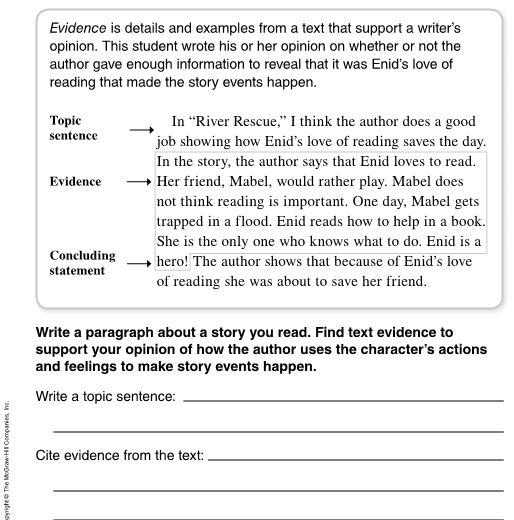 Evidence is details and examples from a text that support a writer's
opinion. This student wrote his or her opinion on whether or not the
author gave enough information to reveal that it was Enid's love of
reading that made the story events happen.
Topic
sentence
In “River Rescue,” I think the author does a good
job showing how Enid's love of reading saves the day.
In the story, the author says that Enid loves to read.
Evidence
Her friend, Mabel, would rather play. Mabel does
not think reading is important. One day, Mabel gets
trapped in a flood. Enid reads how to help in a book.
She is the only one who knows what to do. Enid is a
Concluding
statement
hero! The author shows that because of Enid's love
of reading she was about to save her friend.
Write a paragraph about a story you read. Find text evidence to
support your opinion of how the author uses the character's actions
and feelings to make story events happen.
Write a topic sentence:
Cite evidence from the text:
opyright © The McGraw-Hill Companies, Inc.